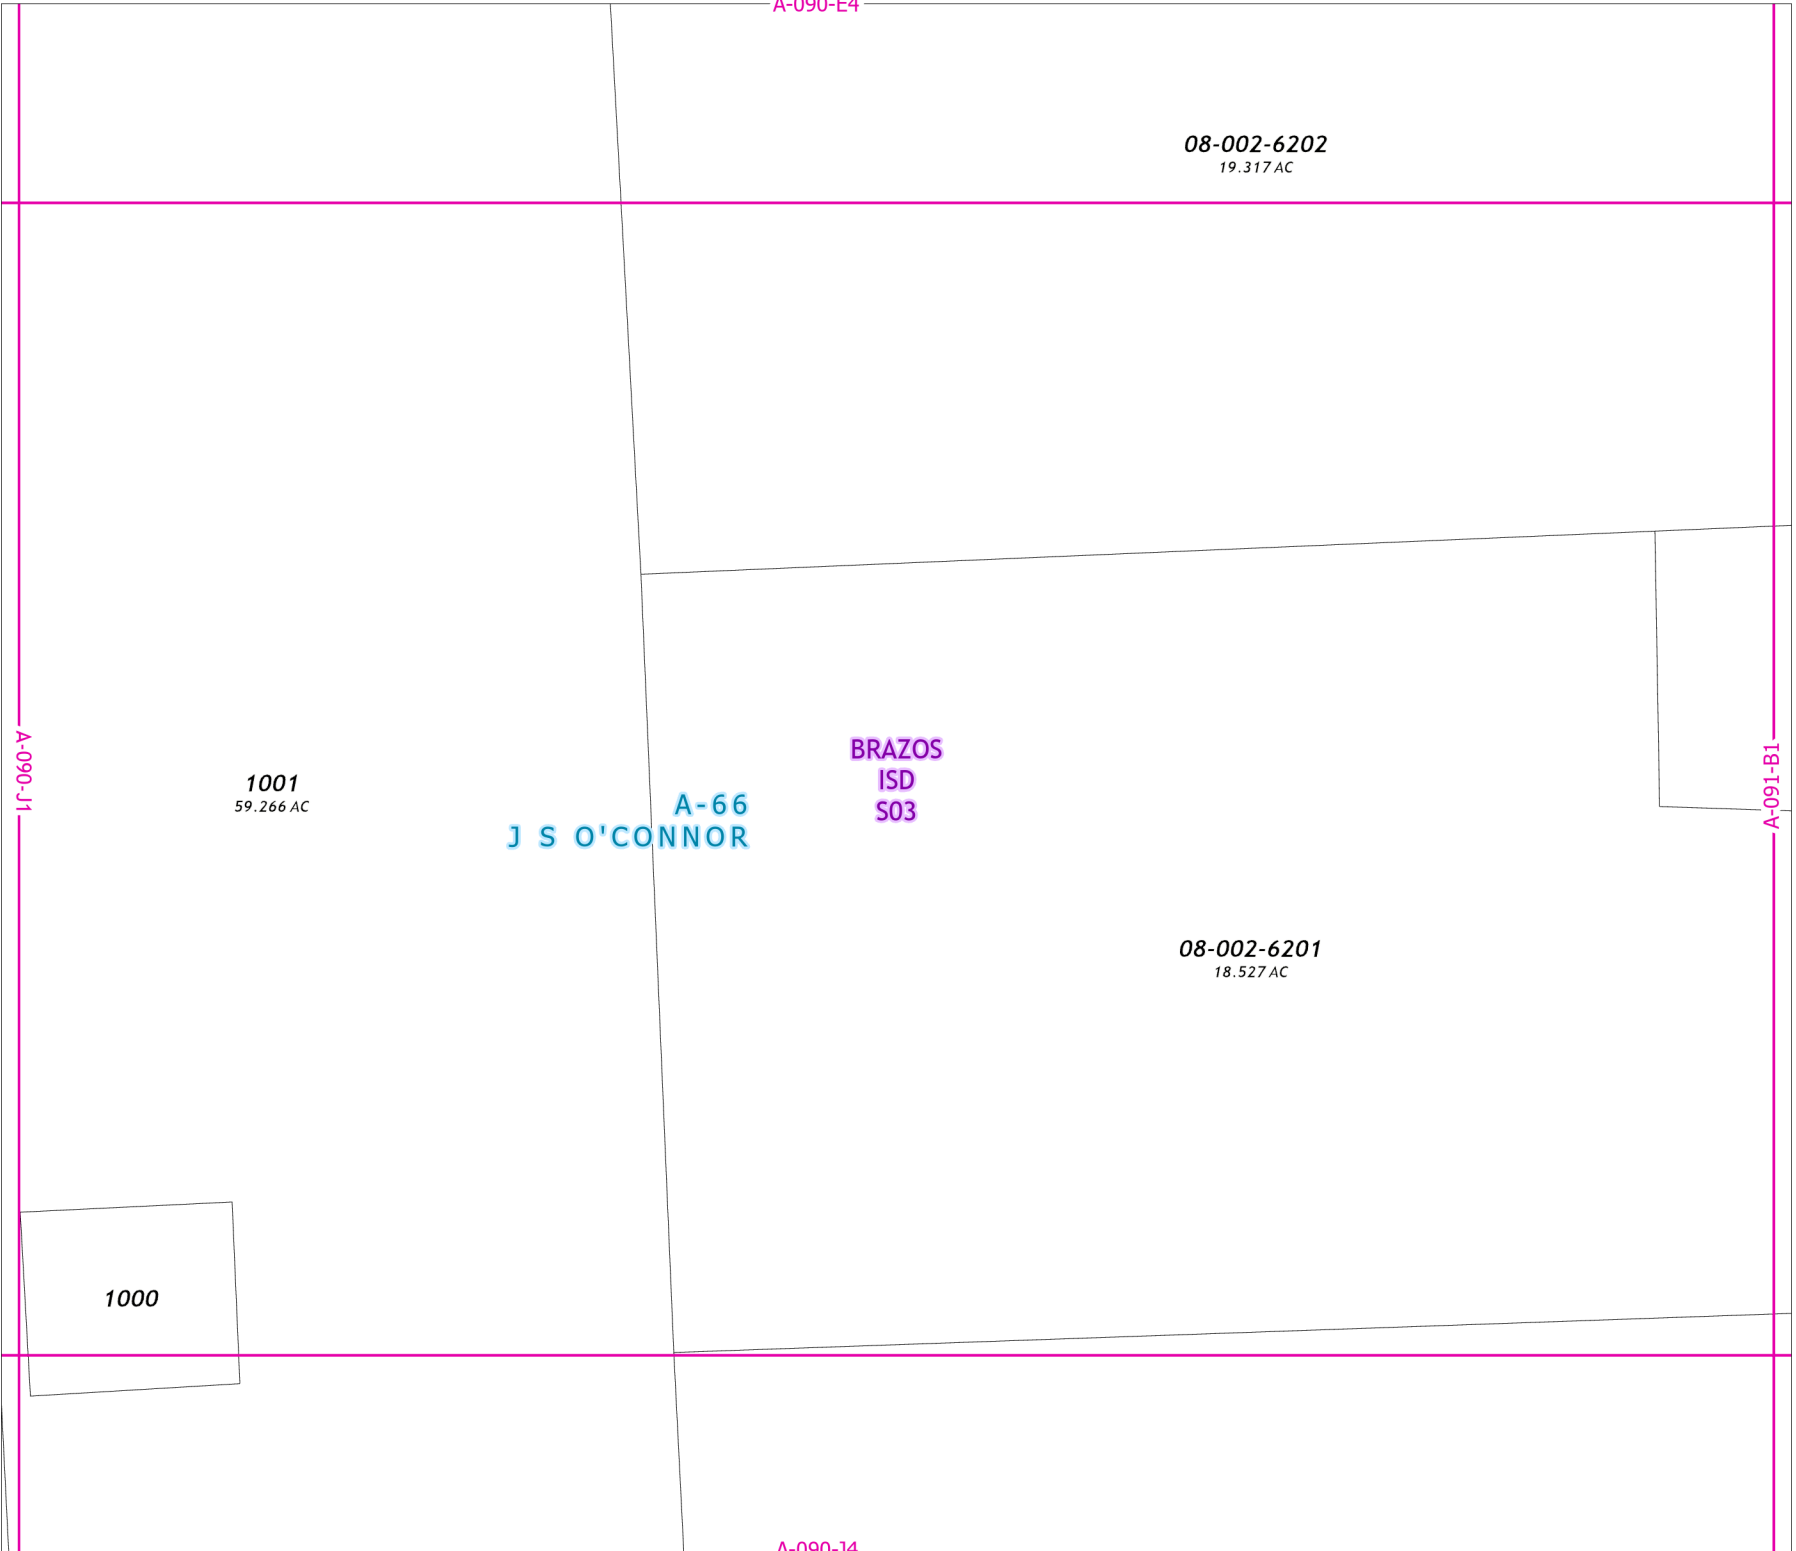 A-090-E4
08-002-6202
19.317 AC
A-090-J1
1001
59.266 AC
A-66
J S O'CONNOR
BRAZOS
ISD
S03
A-091-B1
08-002-6201
18.527 AC
1000
A-090-J4